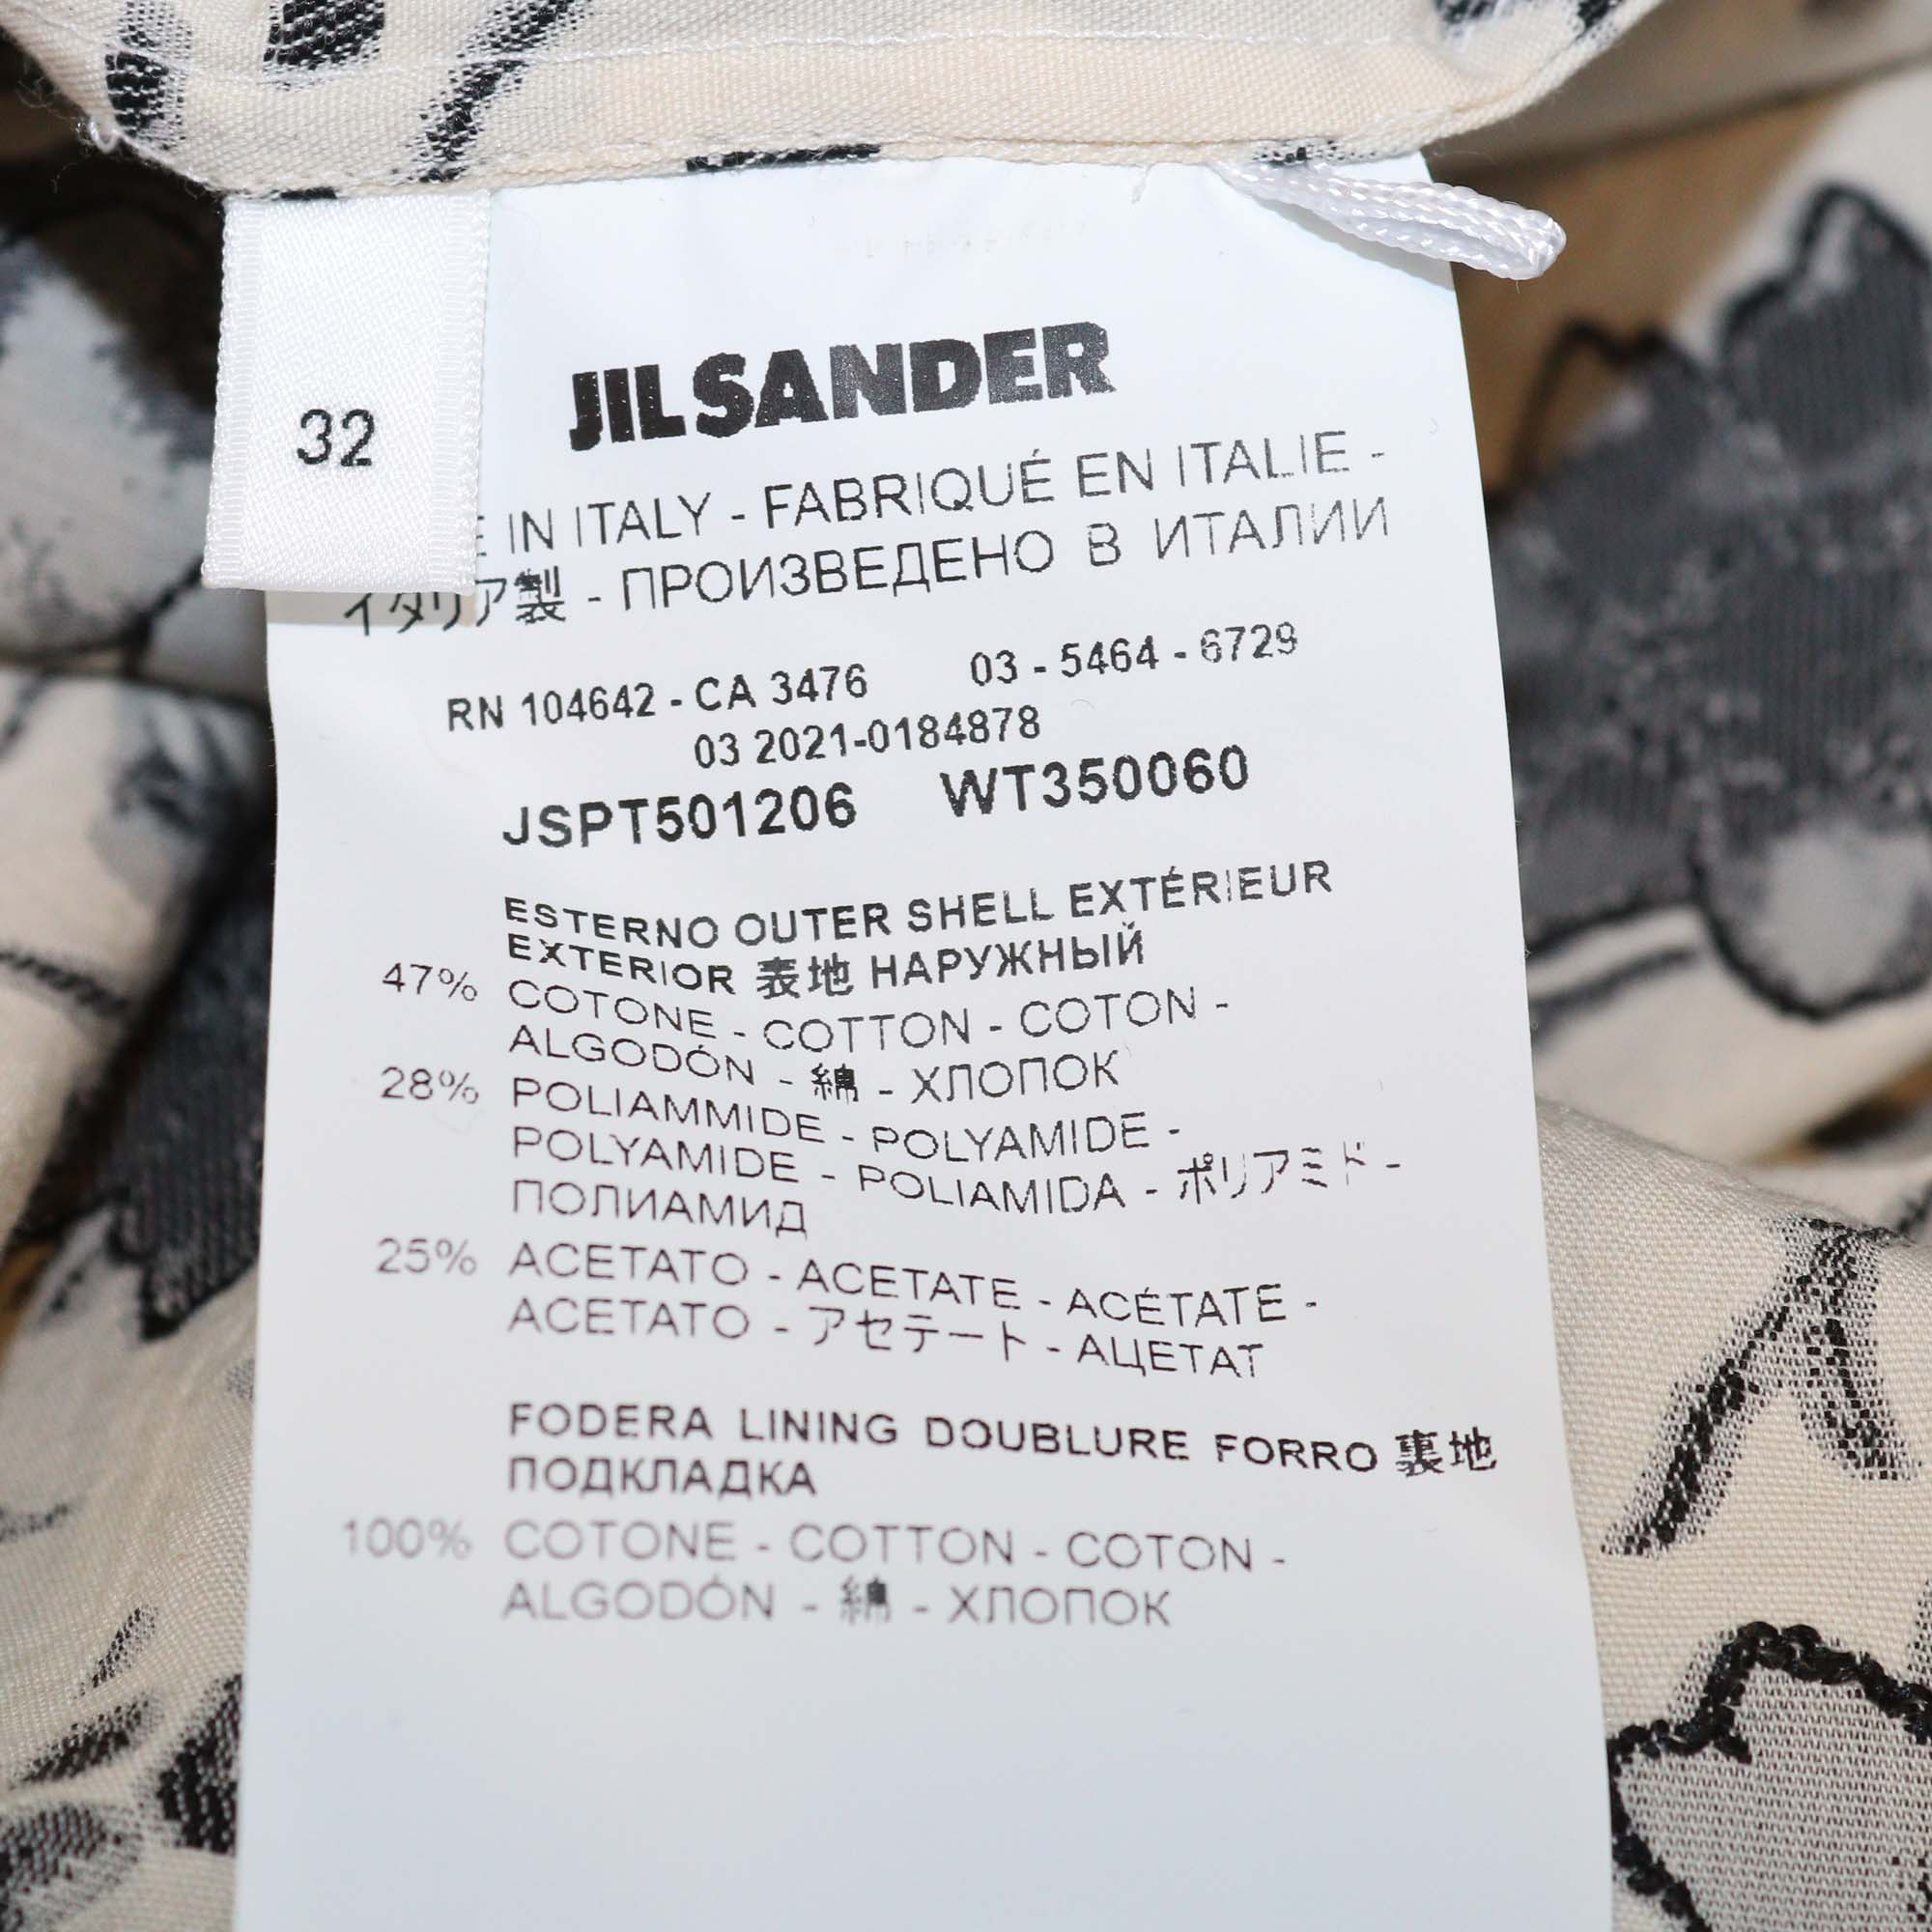 32
JIL SANDER
IN ITALY - FABRIQUÉ EN ITALIE -
イタリア製 - ПРОИЗВЕДЕНО В ИТАЛИИ
RN 104642 - CA 3476 03 - 5464 - 6729
03 2021-0184878
JSPT501206 WT350060
ESTERNO OUTER SHELL EXTÉRIEUR
EXTERIOR 表地 НАРУЖНЫЙ
47% COTONE - COTTON - COTON -
ALGODÓN - 綿 - ХЛОПОК
28% POLIAMMIDE - POLYAMIDE -
POLYAMIDE - POLIAMIDA - ポリアミド -
ПОЛИАМИД
25% ACETATO - ACETATE - ACÉTATE -
ACETATO - アセテート - АЦЕТАТ
FODERA LINING DOUBLURE FORRO 裏地
ПОДКЛАДКА
100% COTONE - COTTON - COTON -
ALGODÓN - 綿 - ХЛОПОК